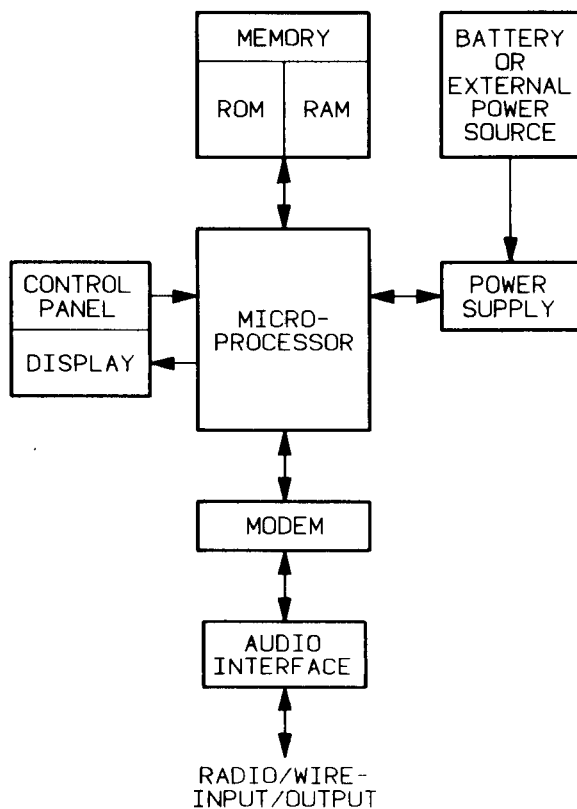 MEMORY
ROM
RAM
BATTERY
OR
EXTERNAL
POWER
SOURCE
CONTROL
PANEL
DISPLAY
MICRO-
PROCESSOR
POWER
SUPPLY
MODEM
AUDIO
INTERFACE
RADIO/WIRE-
INPUT/OUTPUT